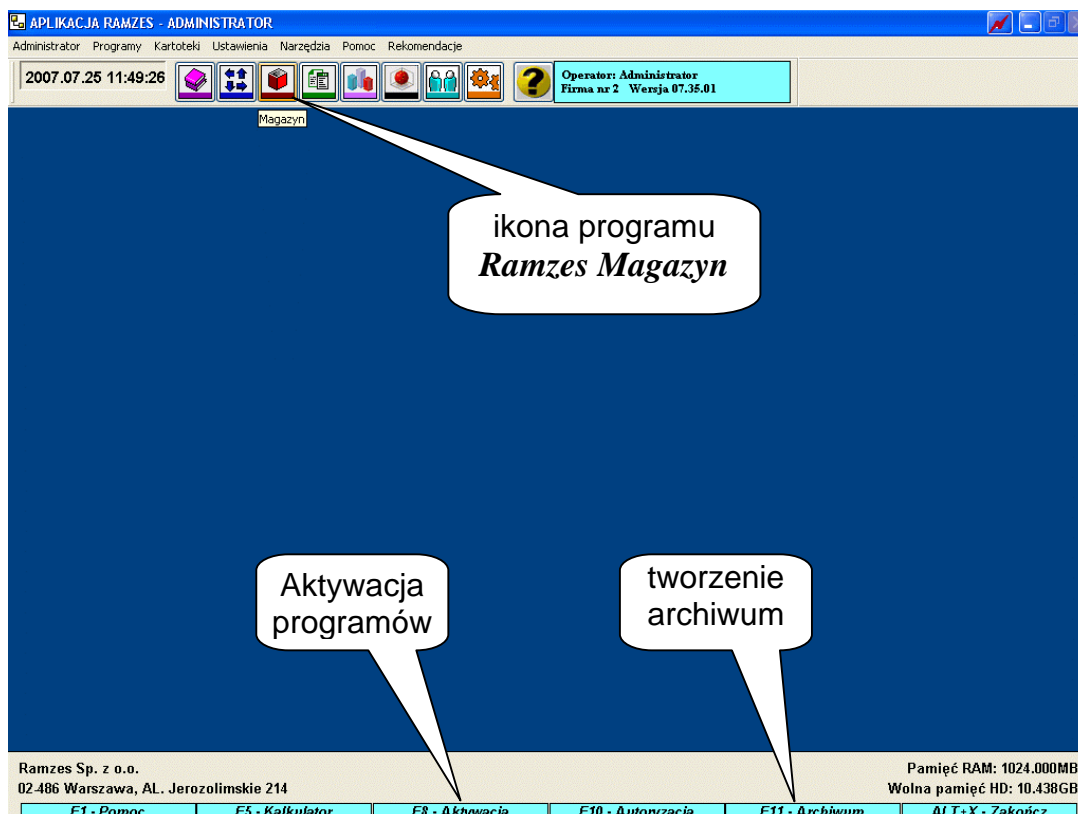 APLIKACJA RAMZES - ADMINISTRATOR
Administrator Programy Kartoteki Ustawienia Narzędzia Pomoc Rekomendacje
2007.07.25 11:49:26
Operator: Administrator
Firma nr 2 Wersja 07.35.01
Magazyn
ikona programu
Ramzes Magazyn
Aktywacja
programów
tworzenie
archiwum
Ramzes Sp. z o.o.
02-486 Warszawa, AL. Jerozolimskie 214
Pamięć RAM: 1024.000MB
Wolna pamięć HD: 10.438GB
F1 - Pomoc F5 - Kalkulator F8 - Aktywacja F10 - Autoryzacja F11 - Archiwum ALT+X - Zakończ